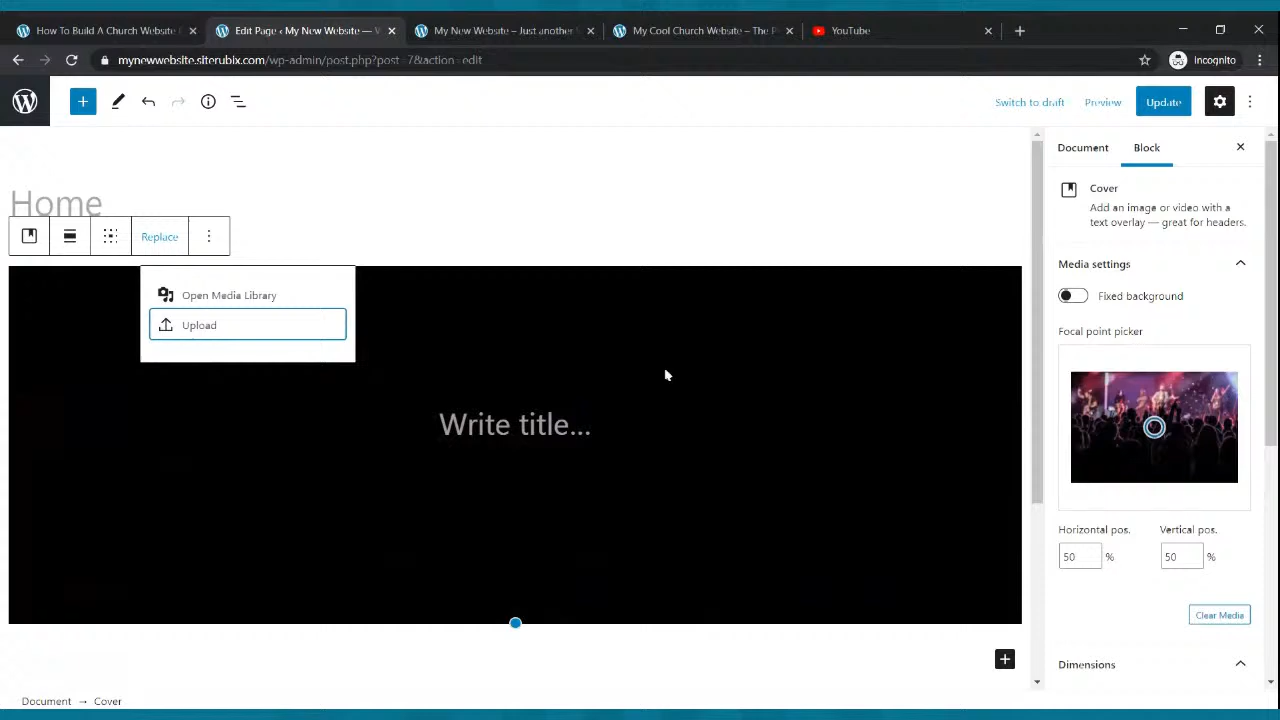 How To Build A Church Website
Edit Page ‹ My New Website — V
My New Website – Just another
My Cool Church Website – The P
YouTube
mynewwebsite.siterubix.com/wp-admin/post.php?post=7&action=edit
Incognito
Switch to draft
Preview
Update
Document
Block
Home
Cover
Add an image or video with a
text overlay — great for headers.
Replace
Media settings
Open Media Library
Fixed background
Upload
Focal point picker
Write title...
Horizontal pos.
Vertical pos.
50 %
50 %
Clear Media
Dimensions
Document → Cover